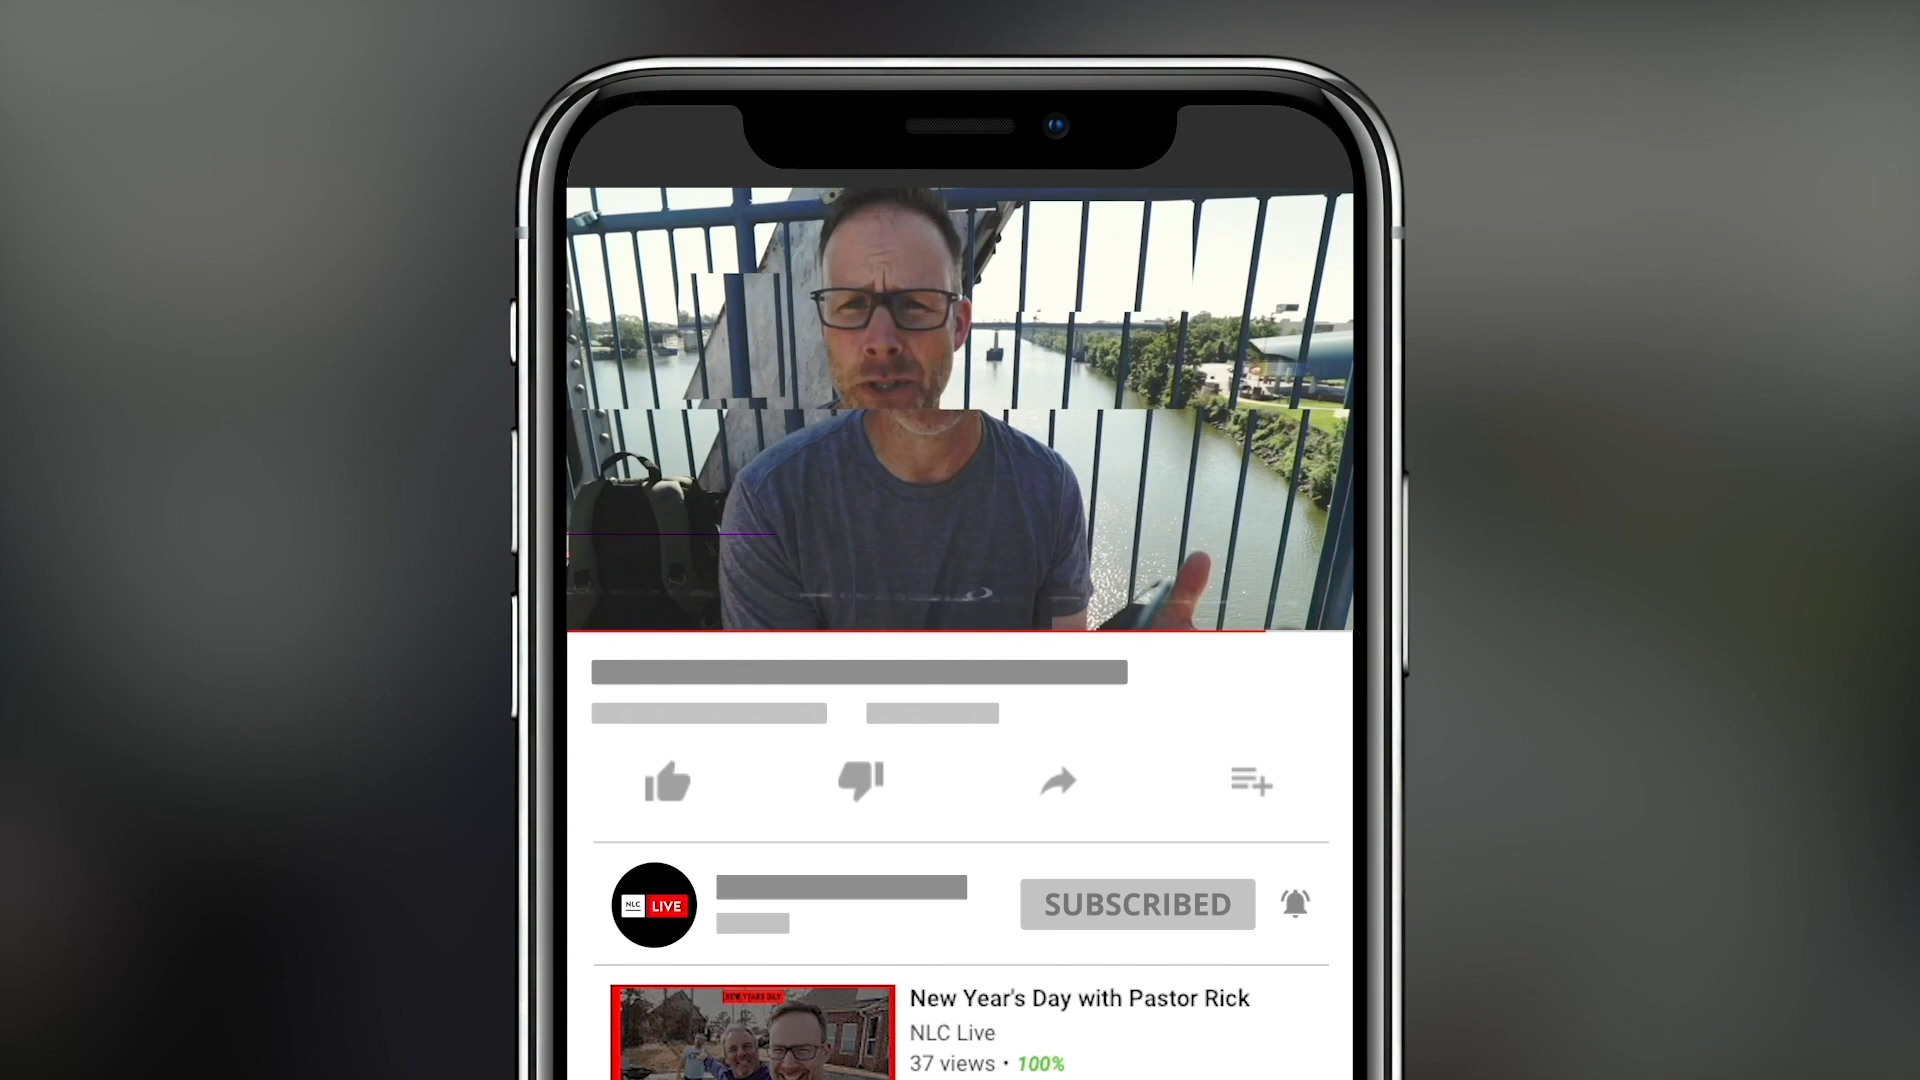 NLC
LIVE
SUBSCRIBED
NEW YEARS DAY
New Year's Day with Pastor Rick
NLC Live
37 views • 100%